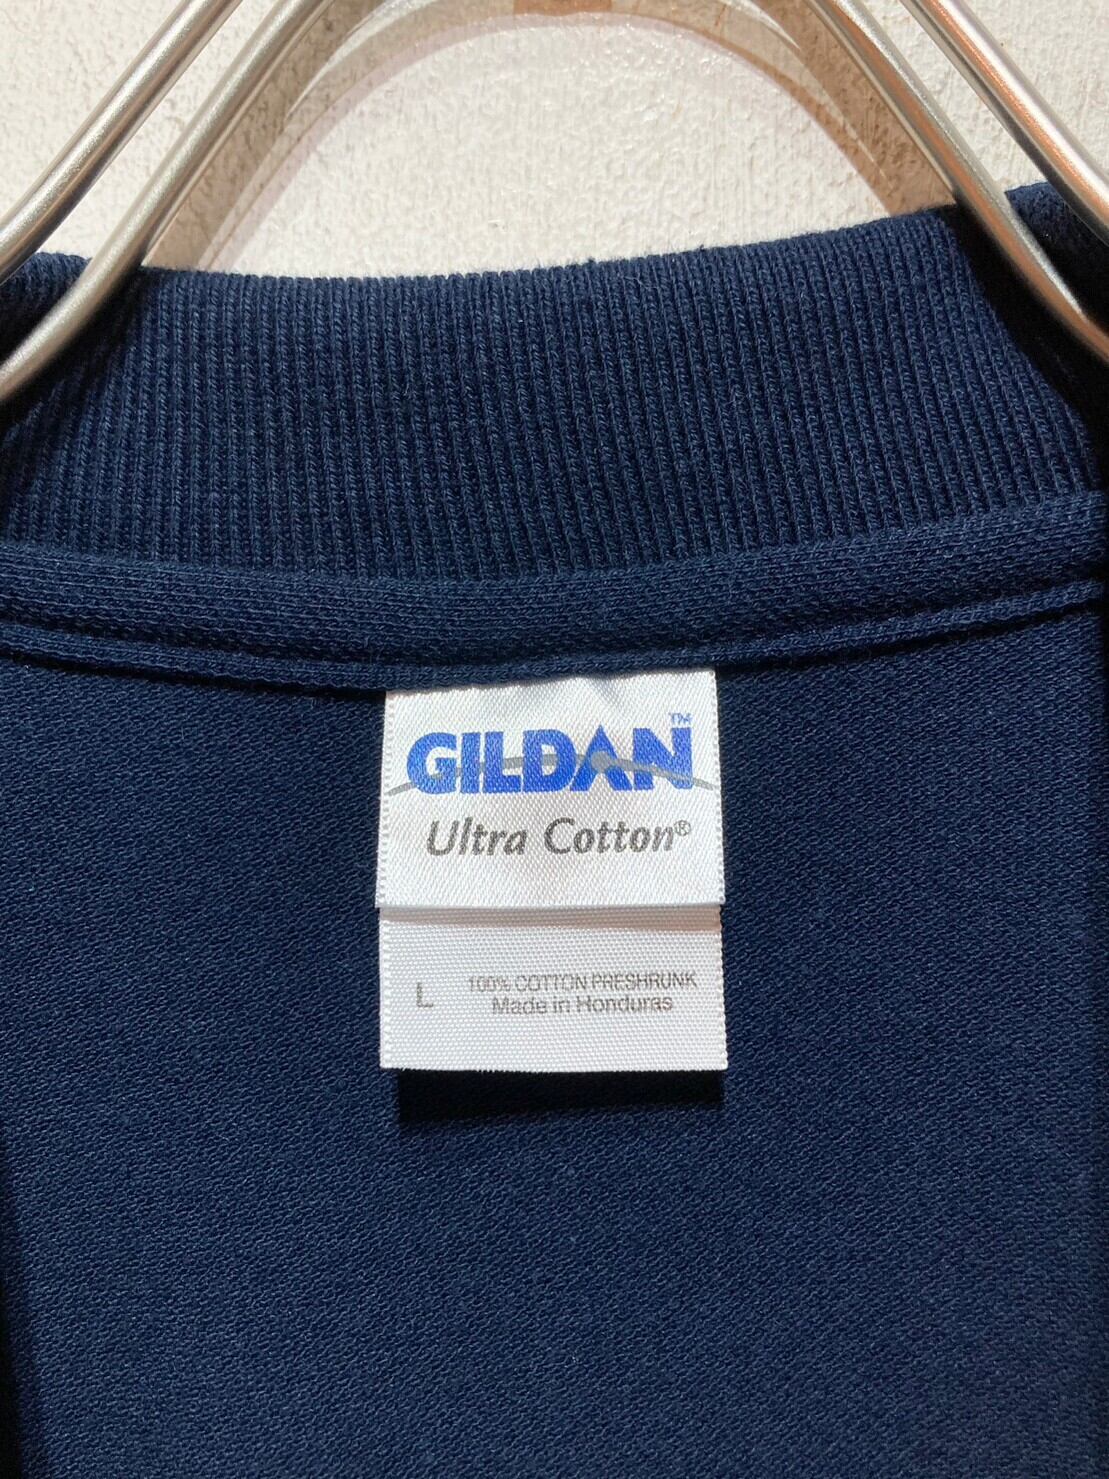 GILDAN™
Ultra Cotton®
L
100% COTTON PRESHRUNK
Made in Honduras